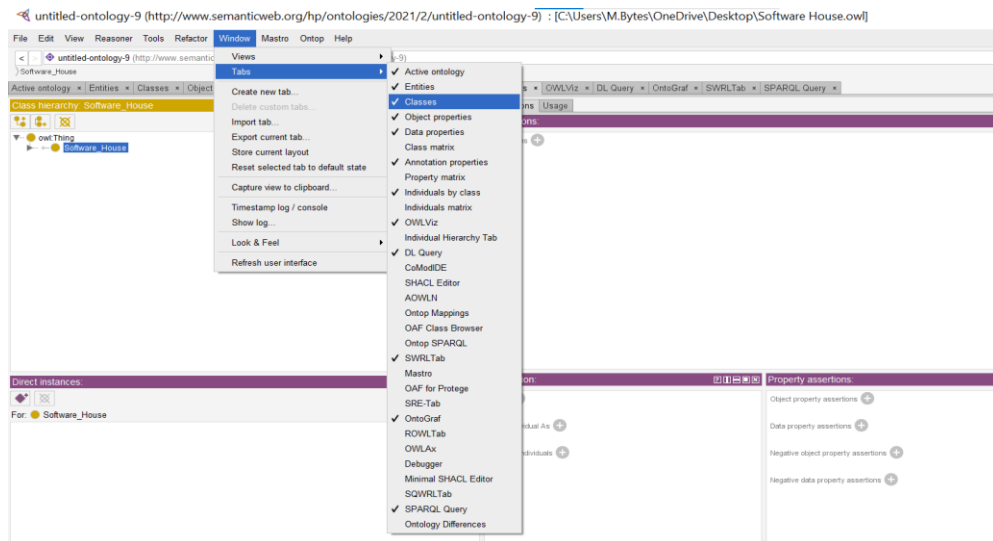 untitled-ontology-9 (http://www.semanticweb.org/hp/ontologies/2021/2/untitled-ontology-9) : [C:\Users\M.Bytes\OneDrive\Desktop\Software House.owl]
File Edit View Reasoner Tools Refactor Window Mastro Ontop Help
< > untitled-ontology-9 (http://www.semantic y-9)
Software_House
Active ontology × Entities × Classes × Object s × OWLViz × DL Query × OntoGraf × SWRLTab × SPARQL Query ×
Class hierarchy: Software_House
ons Usage
ons:
owl:Thing
Software_House
Views
Tabs
Create new tab...
Delete custom tabs...
Import tab...
Export current tab...
Store current layout
Reset selected tab to default state
Capture view to clipboard...
Timestamp log / console
Show log...
Look & Feel
Refresh user interface
Active ontology
Entities
Classes
Object properties
Data properties
Class matrix
Annotation properties
Property matrix
Individuals by class
Individuals matrix
OWLViz
Individual Hierarchy Tab
DL Query
CoModIDE
SHACL Editor
AOWLN
Ontop Mappings
OAF Class Browser
Ontop SPARQL
SWRLTab
Mastro
OAF for Protege
SRE-Tab
OntoGraf
ROWLTab
OWLAx
Debugger
Minimal SHACL Editor
SQWRLTab
SPARQL Query
Ontology Differences
Direct instances:
For: Software_House
on:
idual As
dividuals
Property assertions:
Object property assertions
Data property assertions
Negative object property assertions
Negative data property assertions